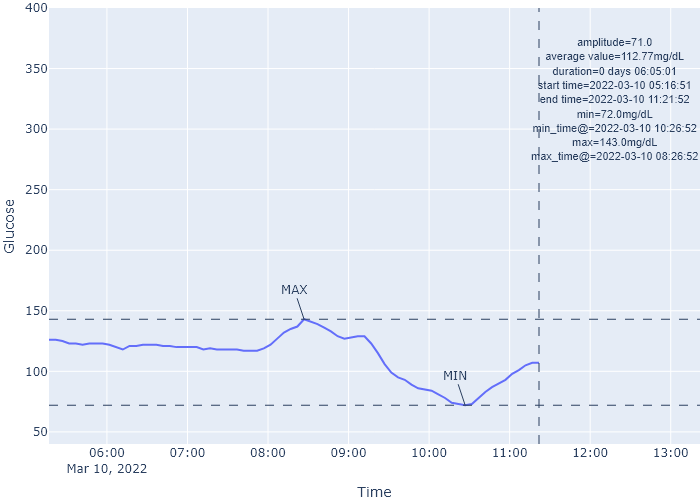 400
amplitude=71.0
average value=112.77mg/dL
350
duration=0 days 06:05:01
start time=2022-03-10 05:16:51
end time=2022-03-10 11:21:52
min=72.0mg/dL
300
min_time@=2022-03-10 10:26:52
max=143.0mg/dL
max_time@=2022-03-10 08:26:52
250
Glucose
200
MAX
150
MIN
100
50
06:00 07:00 08:00 09:00 10:00 11:00 12:00 13:00
Mar 10, 2022
Time